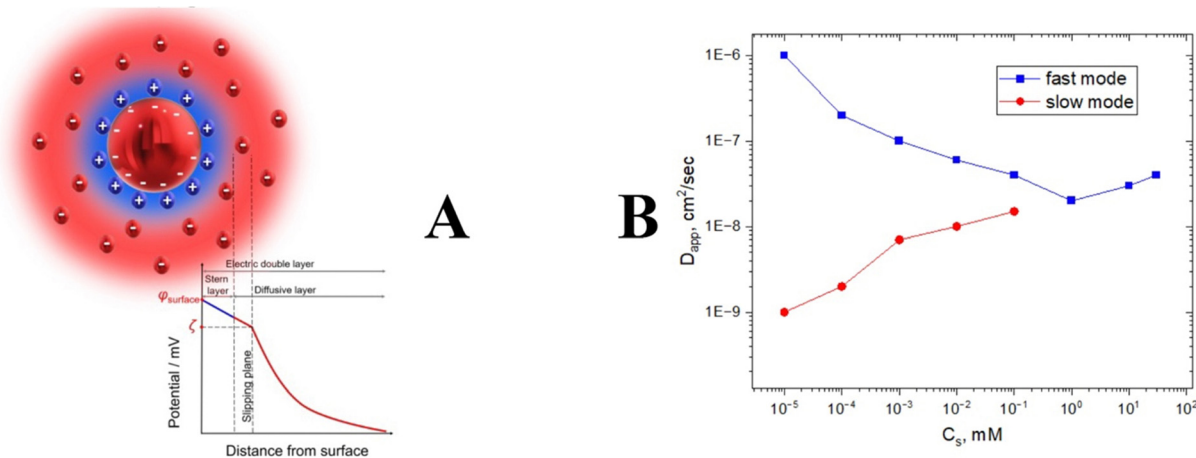 A
Electric double layer
Stern
layer
Diffusive layer
φsurface
ζ
Potential / mV
Slipping plane
Distance from surface
B
1E-6
1E-7
1E-8
1E-9
Dapp, cm²/sec
fast mode
slow mode
10⁻⁵ 10⁻⁴ 10⁻³ 10⁻² 10⁻¹ 10⁰ 10¹ 10²
Cs, mM